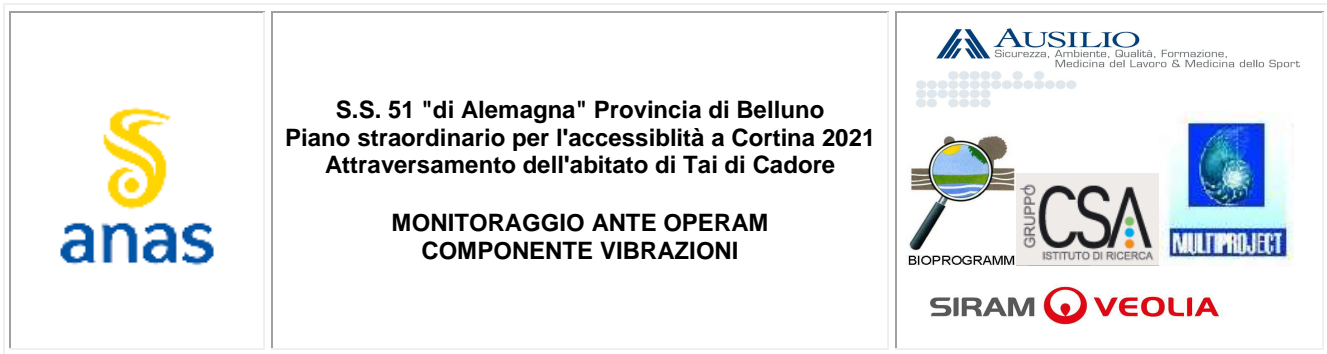 anas
S.S. 51 "di Alemagna" Provincia di Belluno
Piano straordinario per l'accessiblità a Cortina 2021
Attraversamento dell'abitato di Tai di Cadore
MONITORAGGIO ANTE OPERAM
COMPONENTE VIBRAZIONI
AUSILIO
Sicurezza, Ambiente, Qualità, Formazione,
Medicina del Lavoro & Medicina dello Sport
BIOPROGRAMM
GRUPPO
CSA
ISTITUTO DI RICERCA
MULTIPROJECT
SIRAM VEOLIA